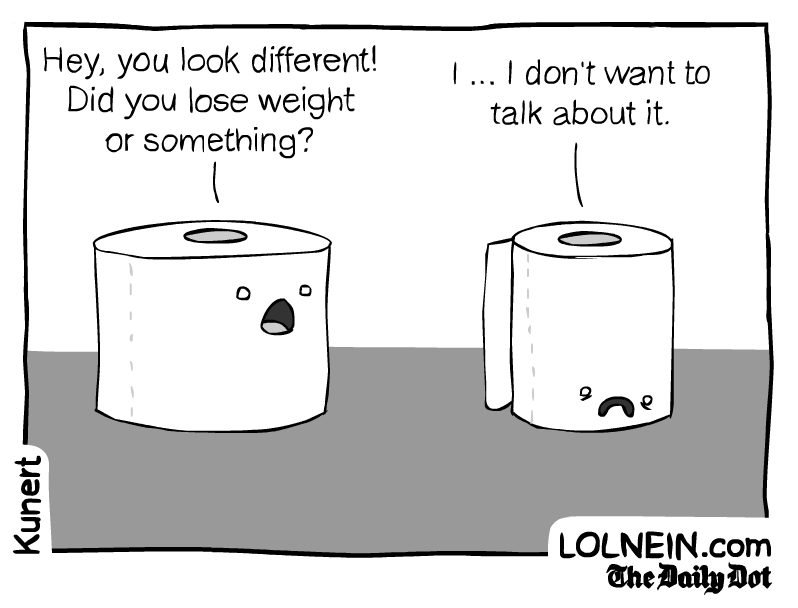 Hey, you look different!
Did you lose weight
or something?
I ... I don't want to
talk about it.
Kunert
LOLNEIN.com
The Daily Dot